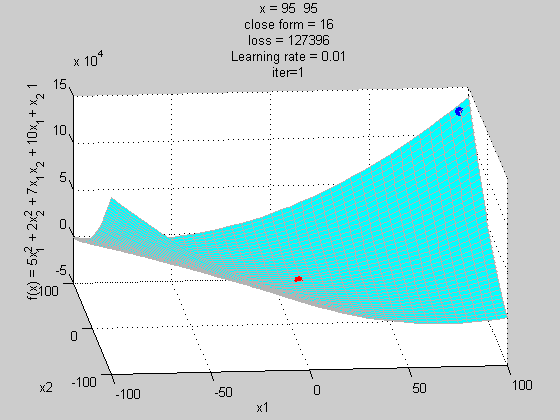 x = 95 95
close form = 16
loss = 127396
Learning rate = 0.01
iter=1
x 10^4
15
10
5
0
-5
f(x) = 5x_1^2 + 2x_2^2 + 7x_1x_2 + 10x_1 + x_2 1
100
0
-100
x2
-100
-50
0
50
100
x1